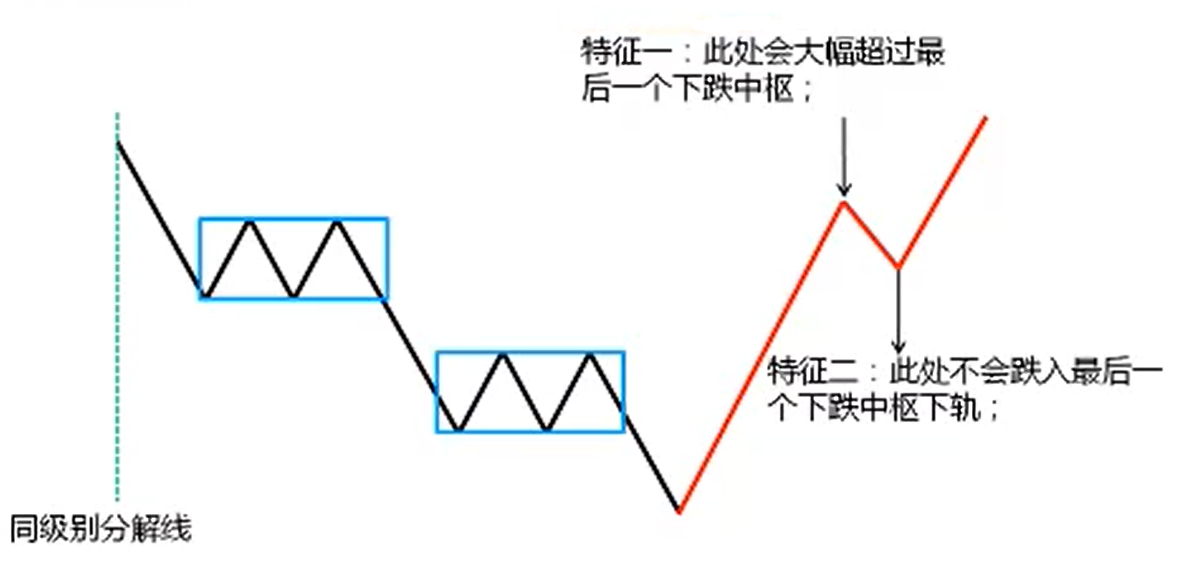 特征一：此处会大幅超过最
后一个下跌中枢；
特征二：此处不会跌入最后一
个下跌中枢下轨；
同级别分解线